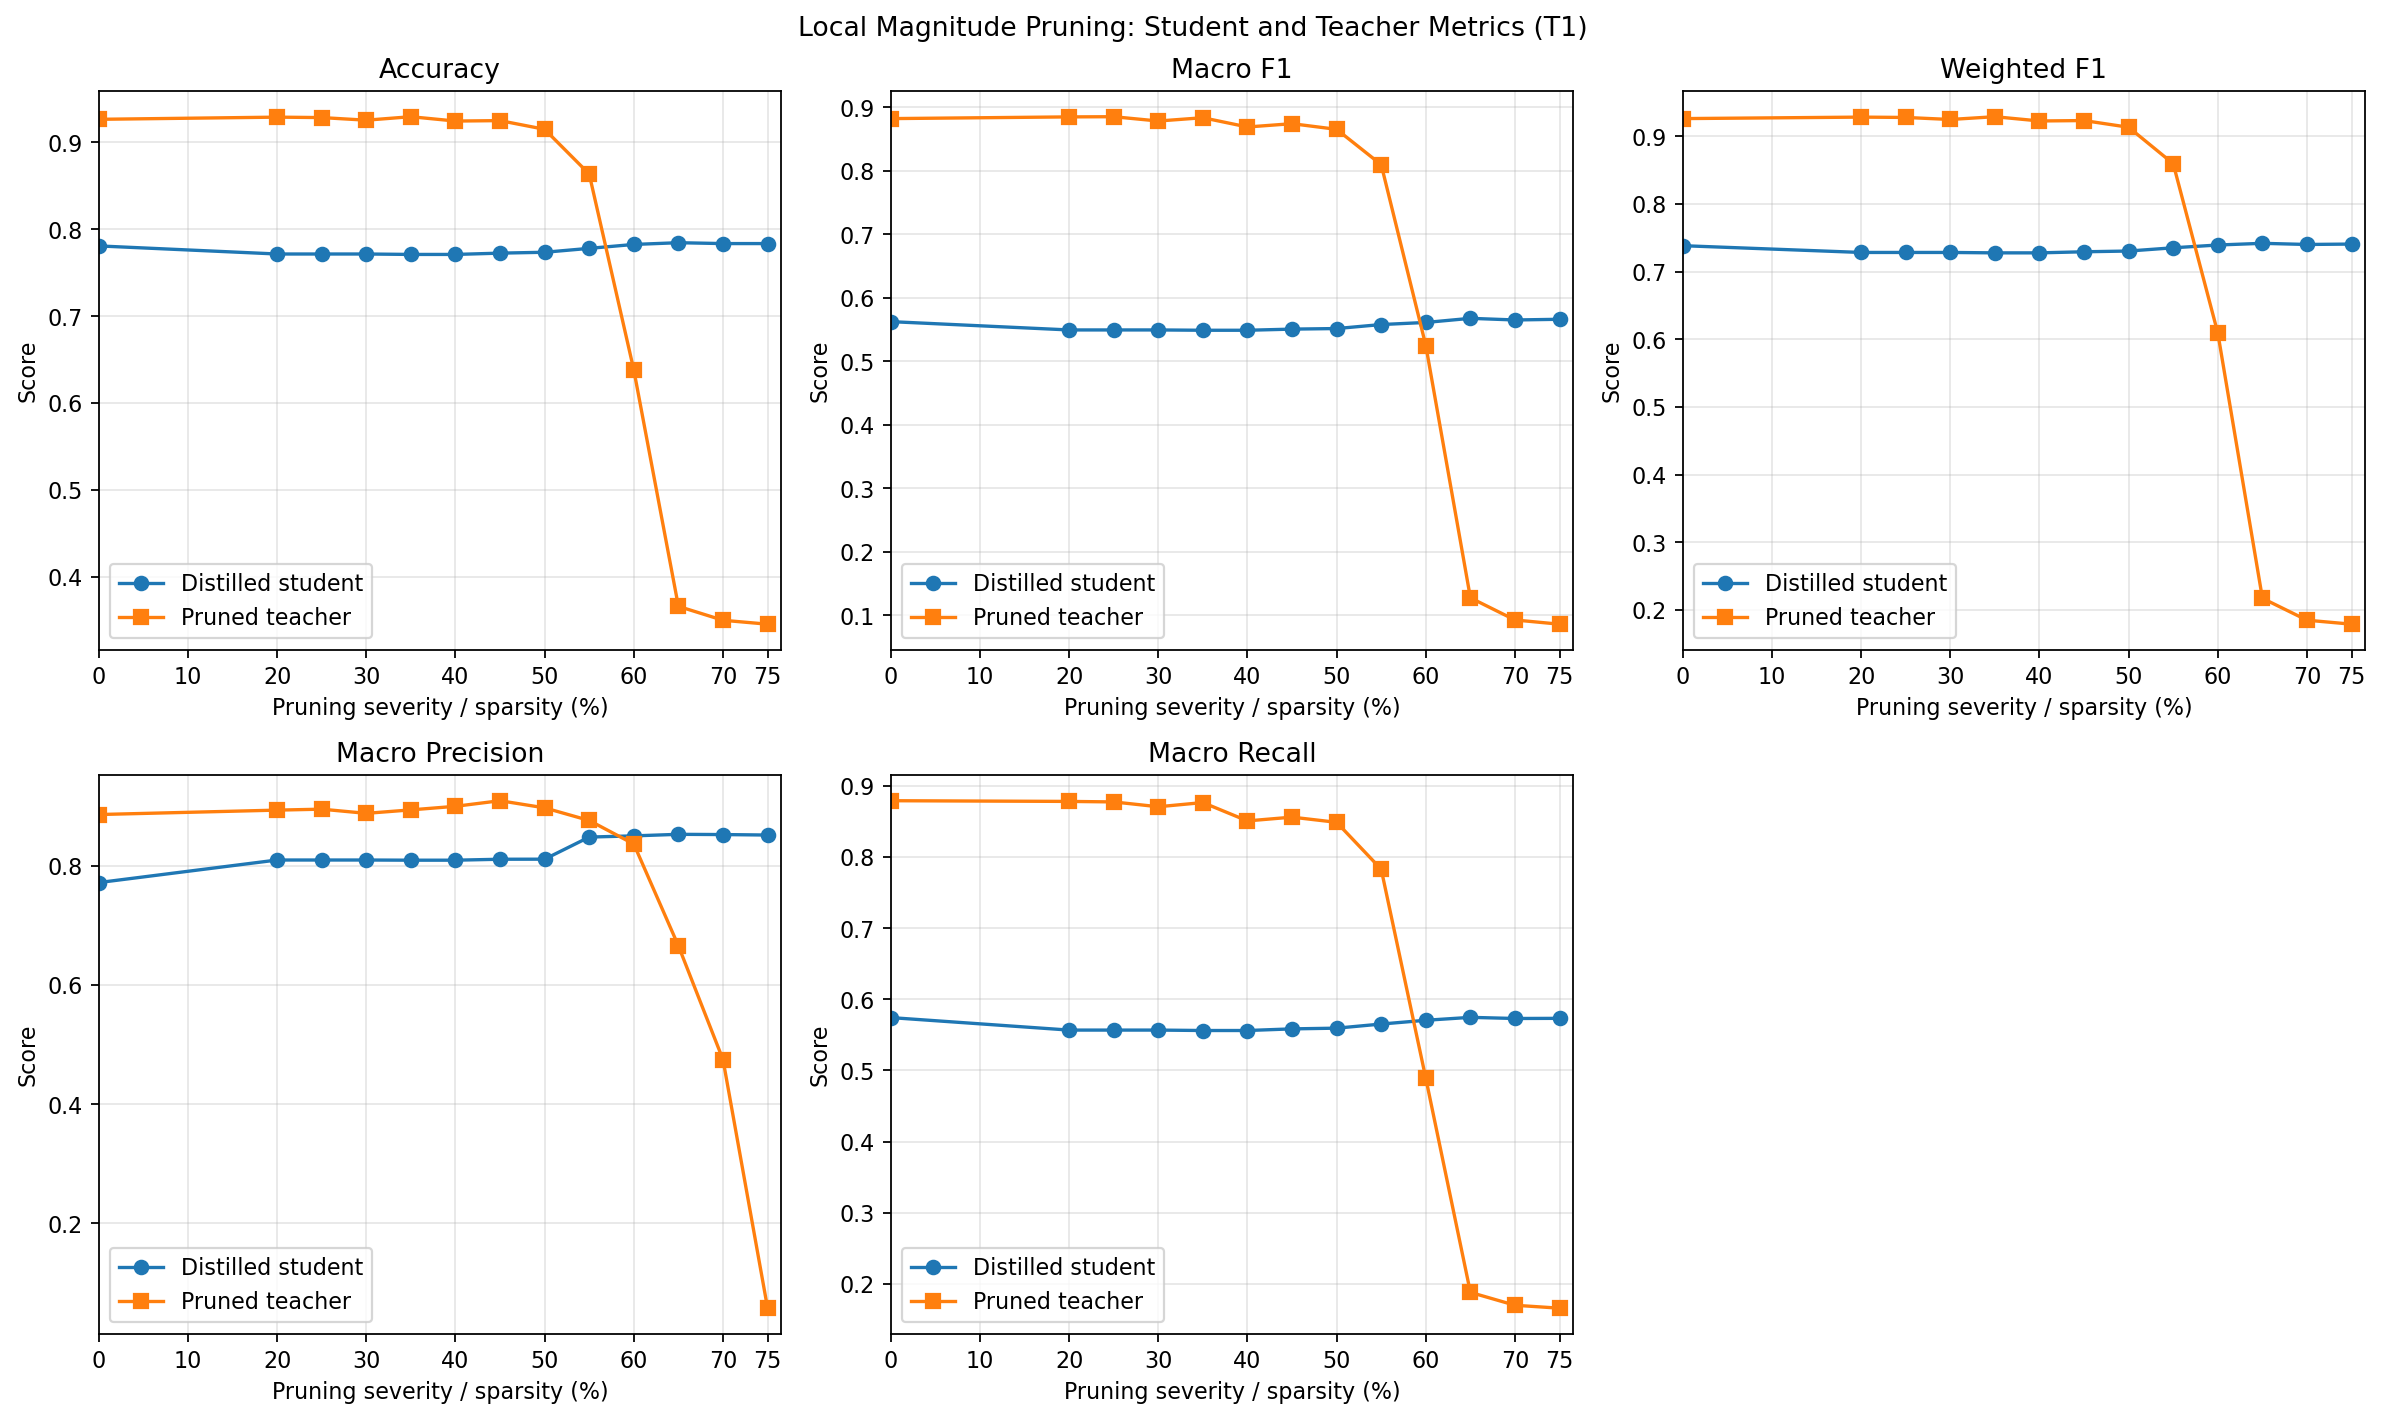 Local Magnitude Pruning: Student and Teacher Metrics (T1)
Accuracy
Score
0.9
0.8
0.7
0.6
0.5
0.4
Distilled student
Pruned teacher
0 10 20 30 40 50 60 70 75
Pruning severity / sparsity (%)
Macro F1
Score
0.9
0.8
0.7
0.6
0.5
0.4
0.3
0.2
0.1
Distilled student
Pruned teacher
0 10 20 30 40 50 60 70 75
Pruning severity / sparsity (%)
Weighted F1
Score
0.9
0.8
0.7
0.6
0.5
0.4
0.3
0.2
Distilled student
Pruned teacher
0 10 20 30 40 50 60 70 75
Pruning severity / sparsity (%)
Macro Precision
Score
0.8
0.6
0.4
0.2
Distilled student
Pruned teacher
0 10 20 30 40 50 60 70 75
Pruning severity / sparsity (%)
Macro Recall
Score
0.9
0.8
0.7
0.6
0.5
0.4
0.3
0.2
Distilled student
Pruned teacher
0 10 20 30 40 50 60 70 75
Pruning severity / sparsity (%)